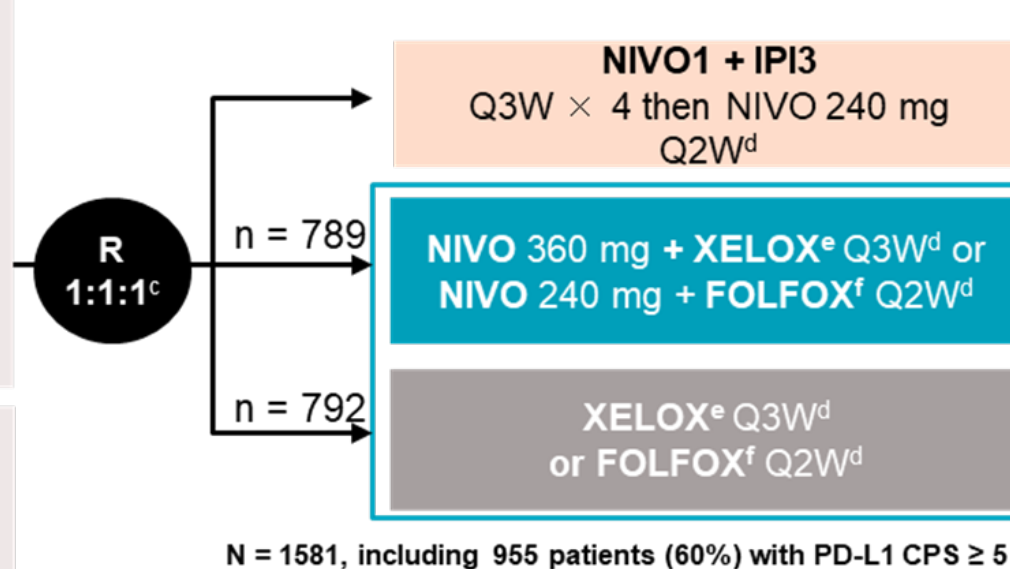 NIVO1 + IPI3
Q3W × 4 then NIVO 240 mg
Q2Wᵈ
R
1:1:1ᶜ
n = 789
NIVO 360 mg + XELOXᵉ Q3Wᵈ or
NIVO 240 mg + FOLFOXᶠ Q2Wᵈ
n = 792
XELOXᵉ Q3Wᵈ
or FOLFOXᶠ Q2Wᵈ
N = 1581, including 955 patients (60%) with PD-L1 CPS ≥ 5